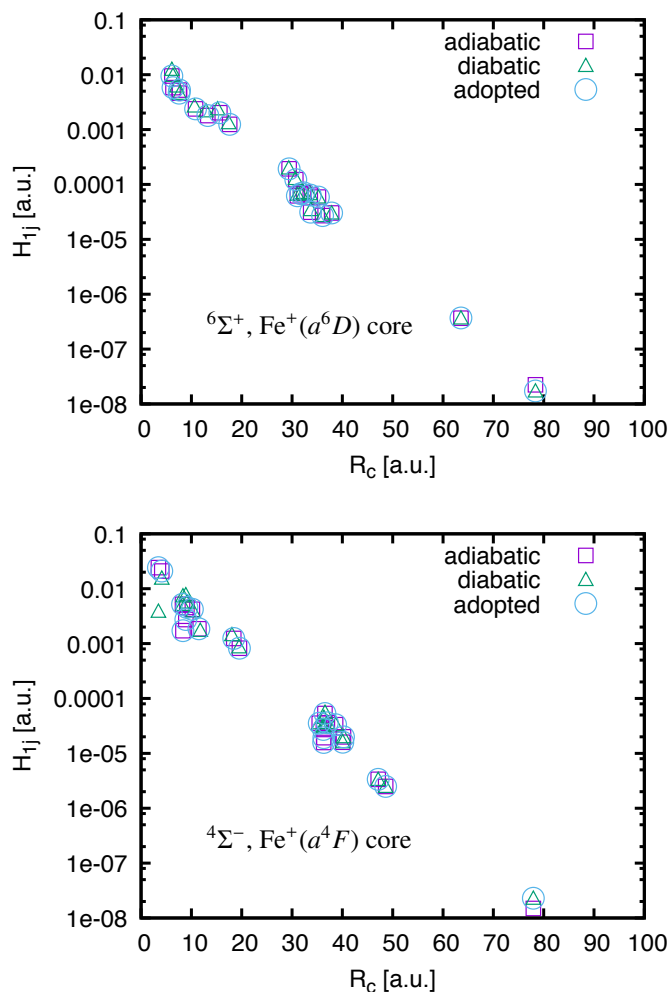 0.1
adiabatic
0.01
diabatic
adopted
0.001
0.0001
H1j [a.u.]
1e-05
1e-06
⁶Σ⁺, Fe⁺(a⁶D) core
1e-07
1e-08
0 10 20 30 40 50 60 70 80 90 100
Rc [a.u.]
0.1
adiabatic
0.01
diabatic
adopted
0.001
0.0001
H1j [a.u.]
1e-05
1e-06
⁴Σ⁻, Fe⁺(a⁴F) core
1e-07
1e-08
0 10 20 30 40 50 60 70 80 90 100
Rc [a.u.]